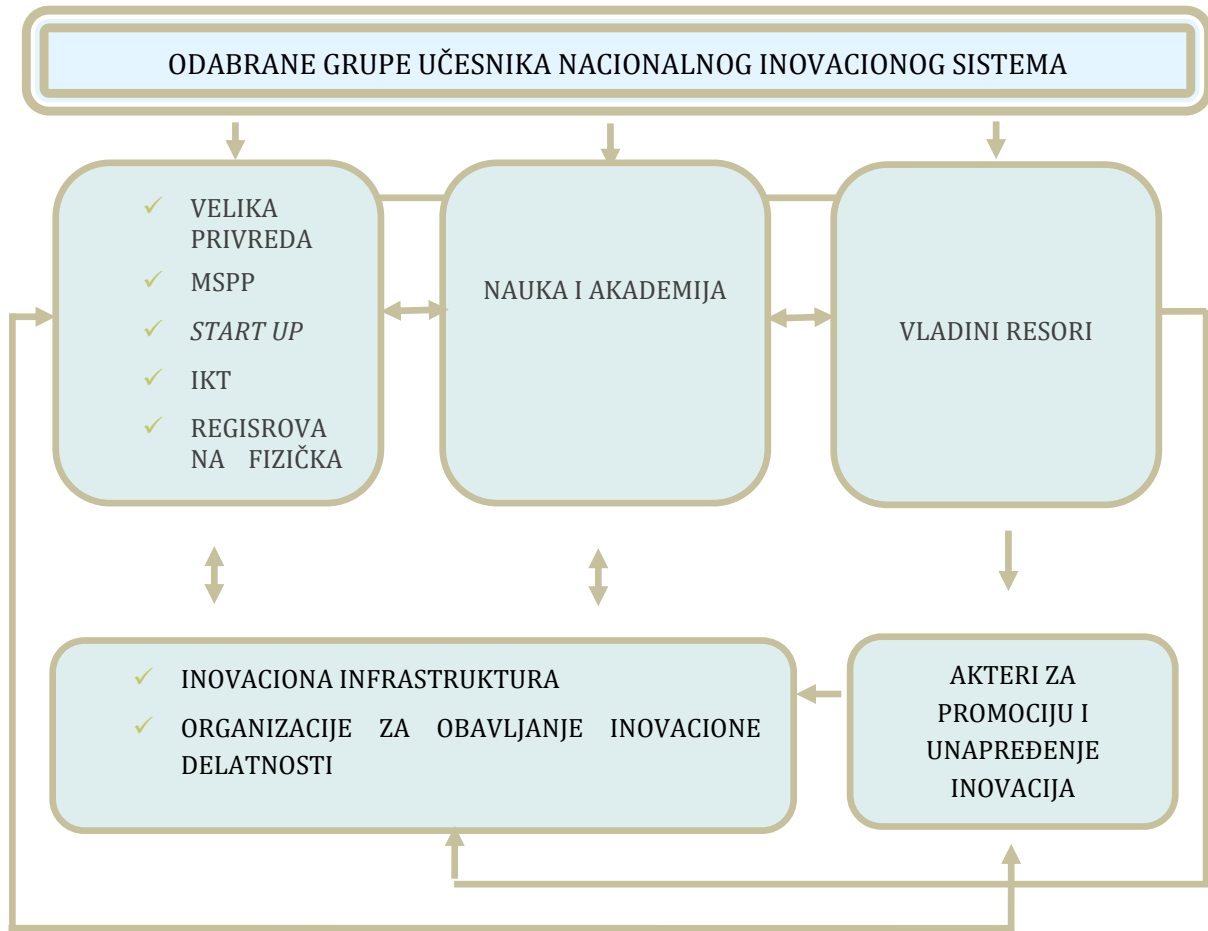 ODABRANE GRUPE UČESNIKA NACIONALNOG INOVACIONOG SISTEMA
VELIKA
PRIVREDA
MSPP
START UP
IKT
REGISROVA
NA FIZIČKA
NAUKA I AKADEMIJA
VLADINI RESORI
INOVACIONA INFRASTRUKTURA
ORGANIZACIJE ZA OBAVLJANJE INOVACIONE
DELATNOSTI
AKTERI ZA
PROMOCIJU I
UNAPREĐENJE
INOVACIJA